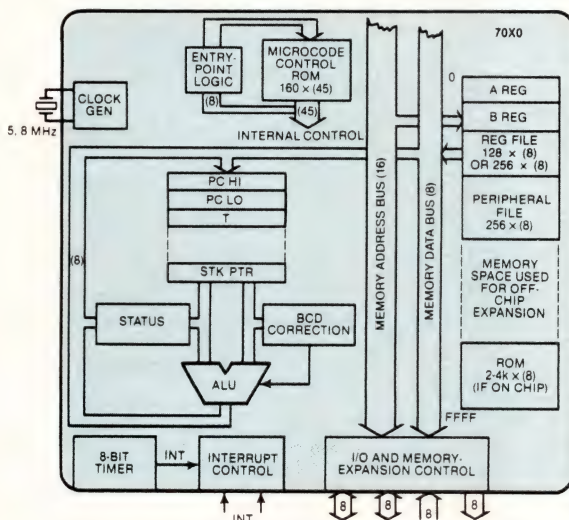 70X0
ENTRY-
POINT
LOGIC
MICROCODE
CONTROL
ROM
160 × (45)
(8)
(45)
INTERNAL CONTROL
CLOCK
GEN
5, 8 MHz
0
A REG
B REG
REG FILE
128 × (8)
OR 256 × (8)
PERIPHERAL
FILE
256 × (8)
MEMORY
SPACE USED
FOR OFF-
CHIP
EXPANSION
ROM
2-4k × (8)
(IF ON CHIP)
FFFF
MEMORY ADDRESS BUS (16)
MEMORY DATA BUS (8)
PC HI
PC LO
T
STK PTR
(8)
STATUS
BCD
CORRECTION
ALU
8-BIT
TIMER
INT
INTERRUPT
CONTROL
I/O AND MEMORY-
EXPANSION CONTROL
INT
8
8
8
8